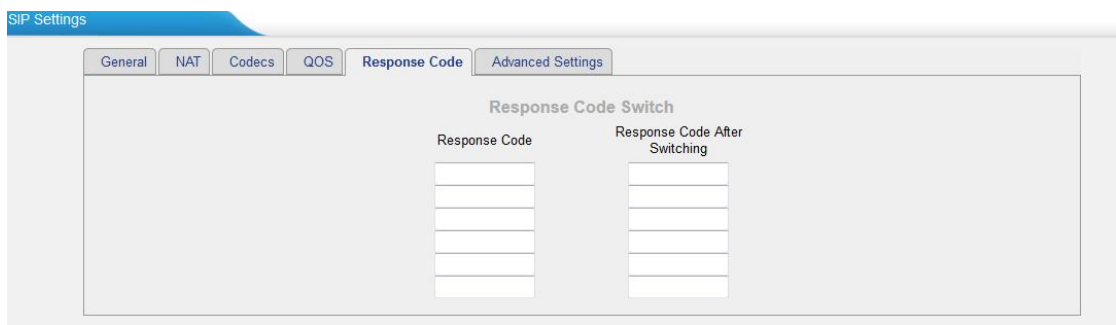 SIP Settings
General NAT Codecs QOS Response Code Advanced Settings
Response Code Switch
Response Code
Response Code After
Switching